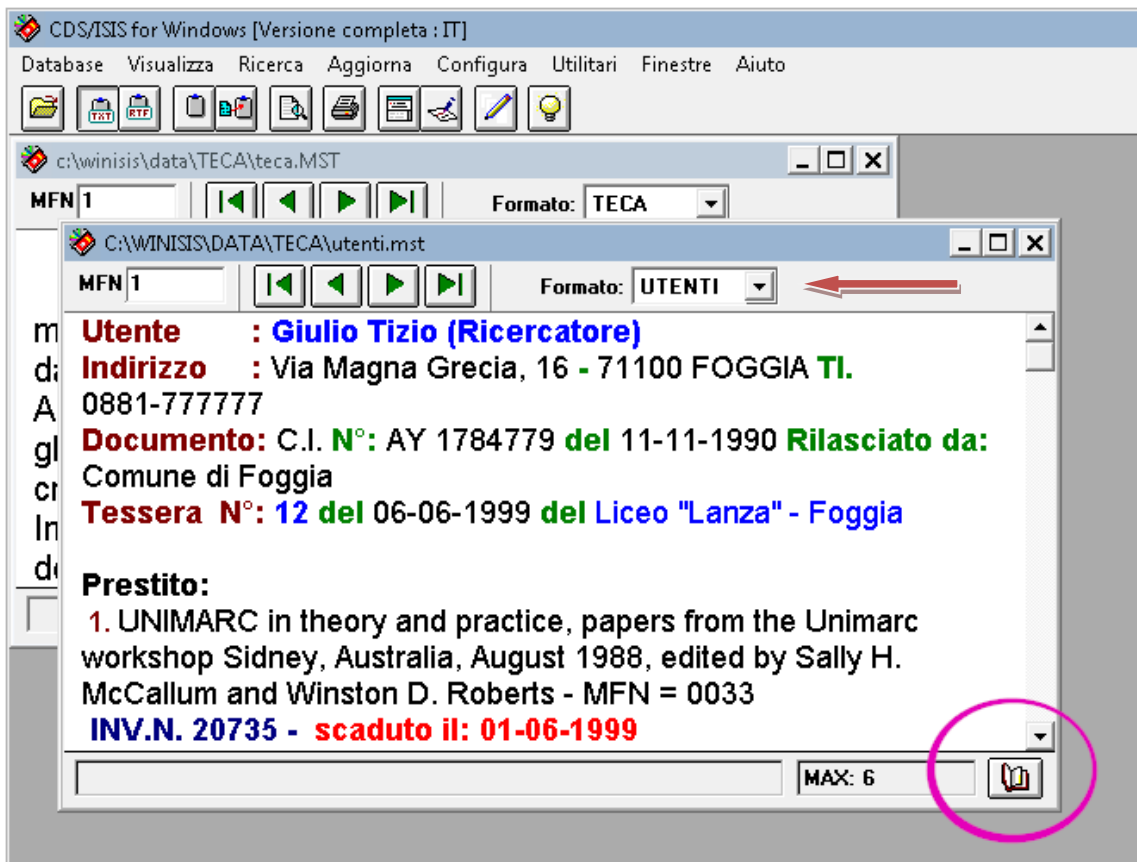 CDS/ISIS for Windows [Versione completa : IT]
Database Visualizza Ricerca Aggiorna Configura Utilitari Finestre Aiuto
TXT RTF
c:\winisis\data\TECA\teca.MST
MFN 1 Formato: TECA
C:\WINISIS\DATA\TECA\utenti.mst
MFN 1 Formato: UTENTI
Utente : Giulio Tizio (Ricercatore)
Indirizzo : Via Magna Grecia, 16 - 71100 FOGGIA Tl.
0881-777777
Documento: C.I. N°: AY 1784779 del 11-11-1990 Rilasciato da:
Comune di Foggia
Tessera N°: 12 del 06-06-1999 del Liceo "Lanza" - Foggia
Prestito:
1. UNIMARC in theory and practice, papers from the Unimarc
workshop Sidney, Australia, August 1988, edited by Sally H.
McCallum and Winston D. Roberts - MFN = 0033
INV.N. 20735 - scaduto il: 01-06-1999
MAX: 6